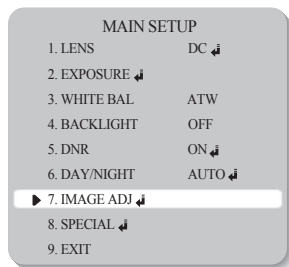 MAIN SETUP
1. LENS DC ↲
2. EXPOSURE ↲
3. WHITE BAL ATW
4. BACKLIGHT OFF
5. DNR ON ↲
6. DAY/NIGHT AUTO ↲
▶ 7. IMAGE ADJ ↲
8. SPECIAL ↲
9. EXIT